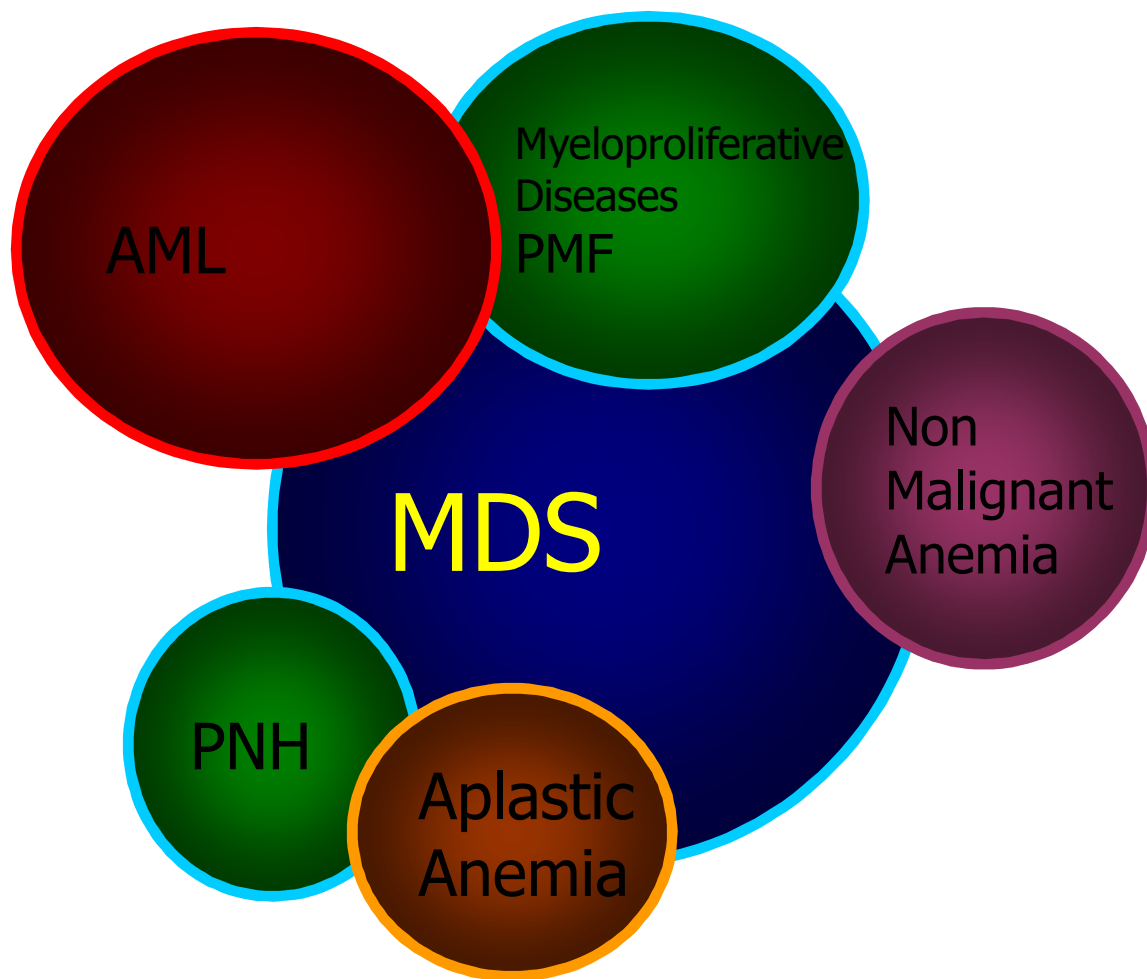 Myeloproliferative
Diseases
PMF
AML
Non
Malignant
Anemia
MDS
PNH
Aplastic
Anemia